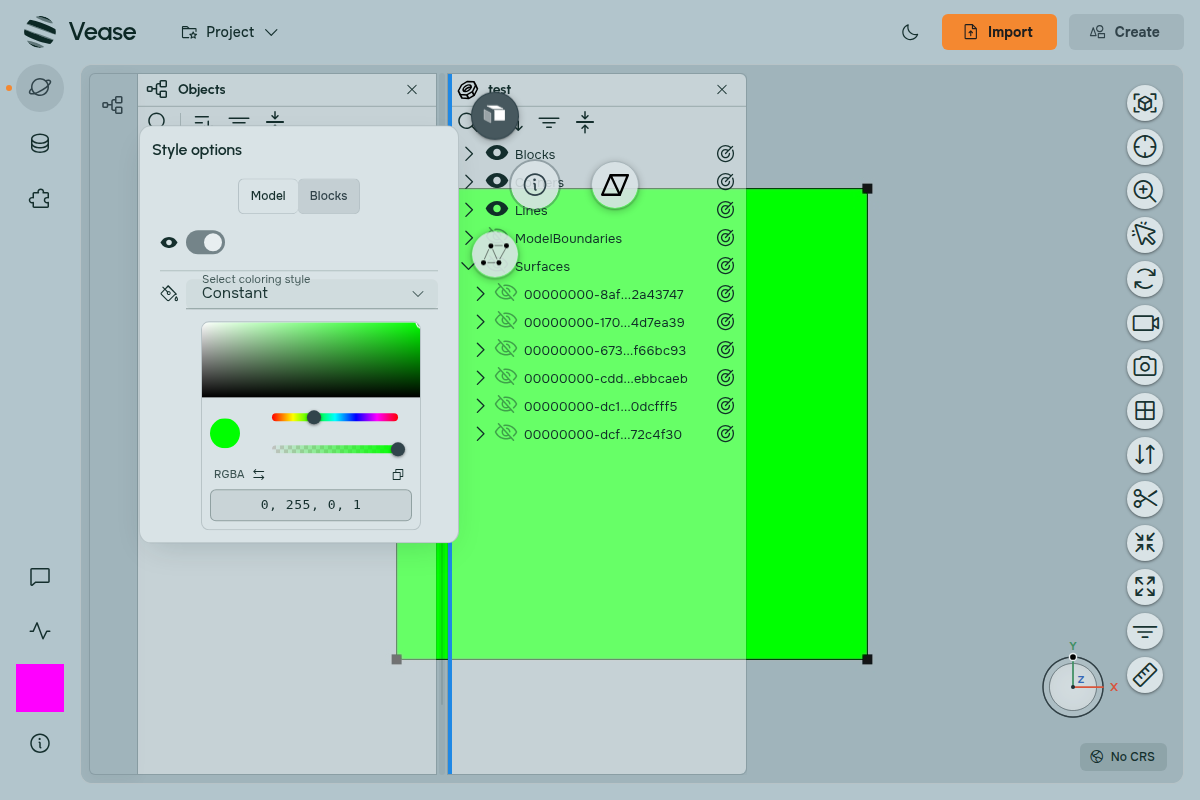 Vease
Project
Import
Create
Objects
test
Style options
Model
Blocks
Select coloring style
Constant
RGBA
0, 255, 0, 1
Blocks
Lines
ModelBoundaries
Surfaces
00000000-8af...2a43747
00000000-170...4d7ea39
00000000-673...f66bc93
00000000-cdd...ebbcaeb
00000000-dc1...0dcfff5
00000000-dcf...72c4f30
Y
Z
X
No CRS